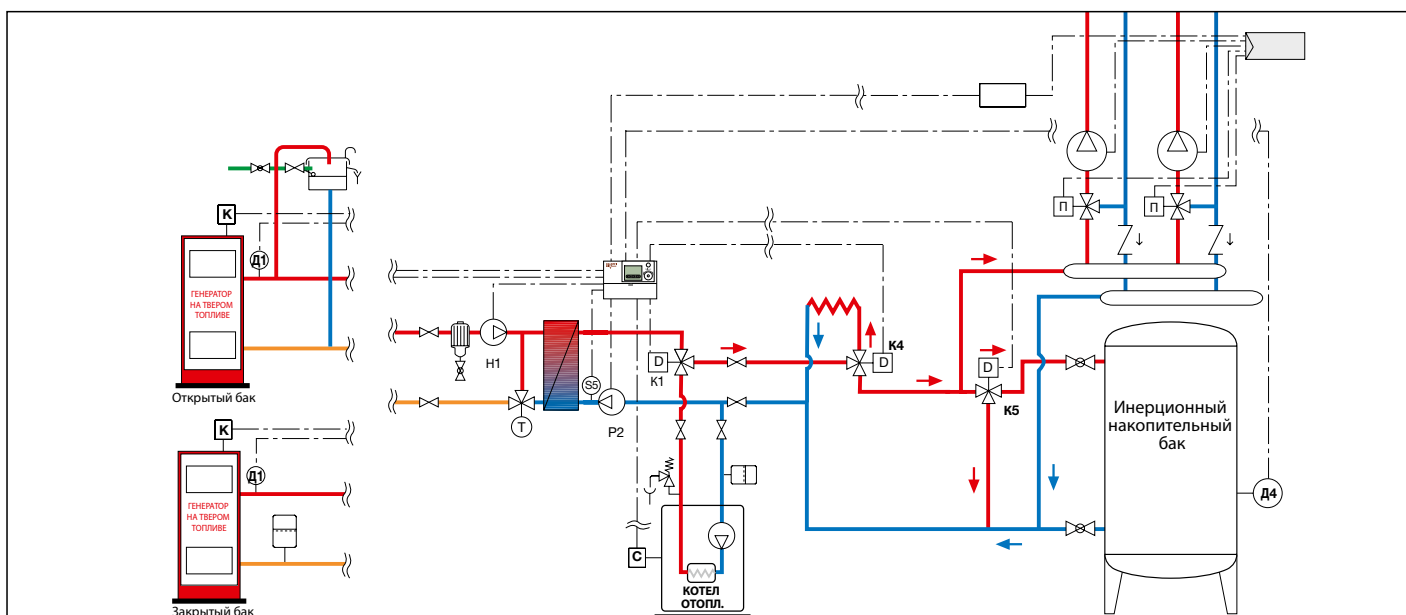 П
П
К
Д1
ГЕНЕРАТОР
НА ТВЕРОМ
ТОПЛИВЕ
Открытый бак
Н1
Т
S5
Р2
D
К1
К4
D
D
К5
Инерционный
накопительный
бак
Д4
К
Д1
ГЕНЕРАТОР
НА ТВЕРОМ
ТОПЛИВЕ
Закрытый бак
С
КОТЕЛ
ОТОПЛ.